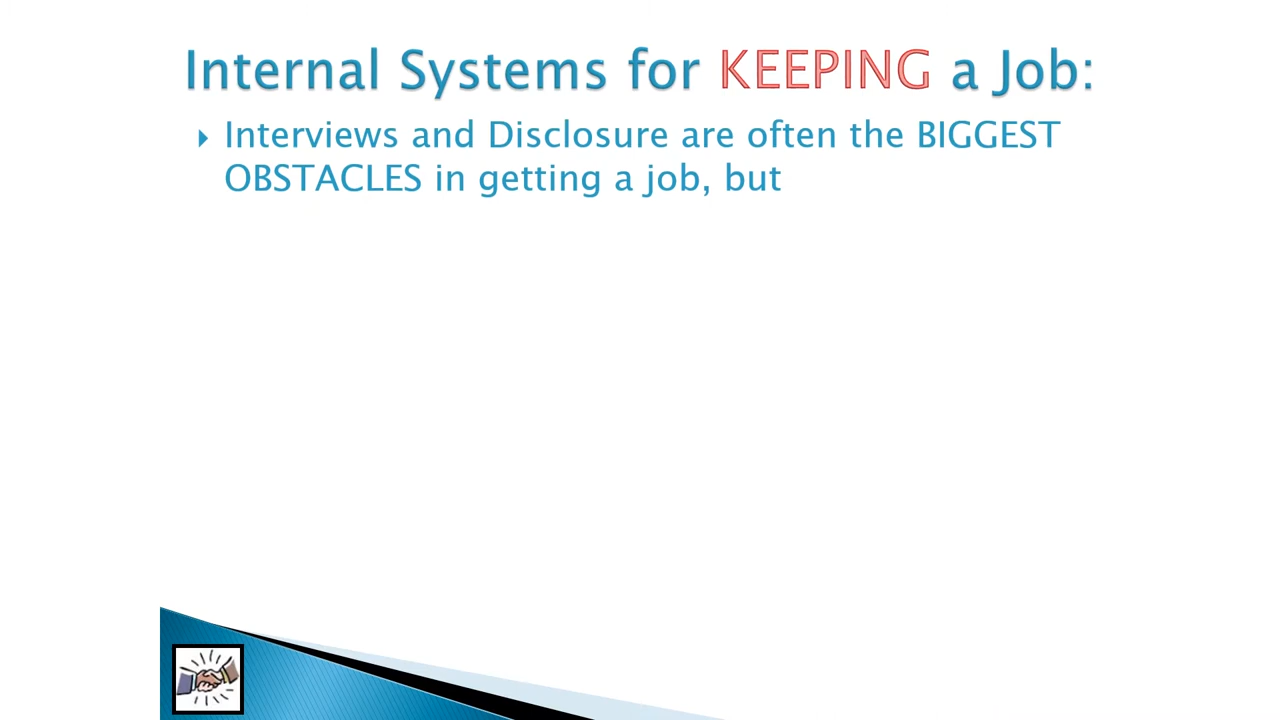 Internal Systems for KEEPING a Job:
Interviews and Disclosure are often the BIGGEST
OBSTACLES in getting a job, but